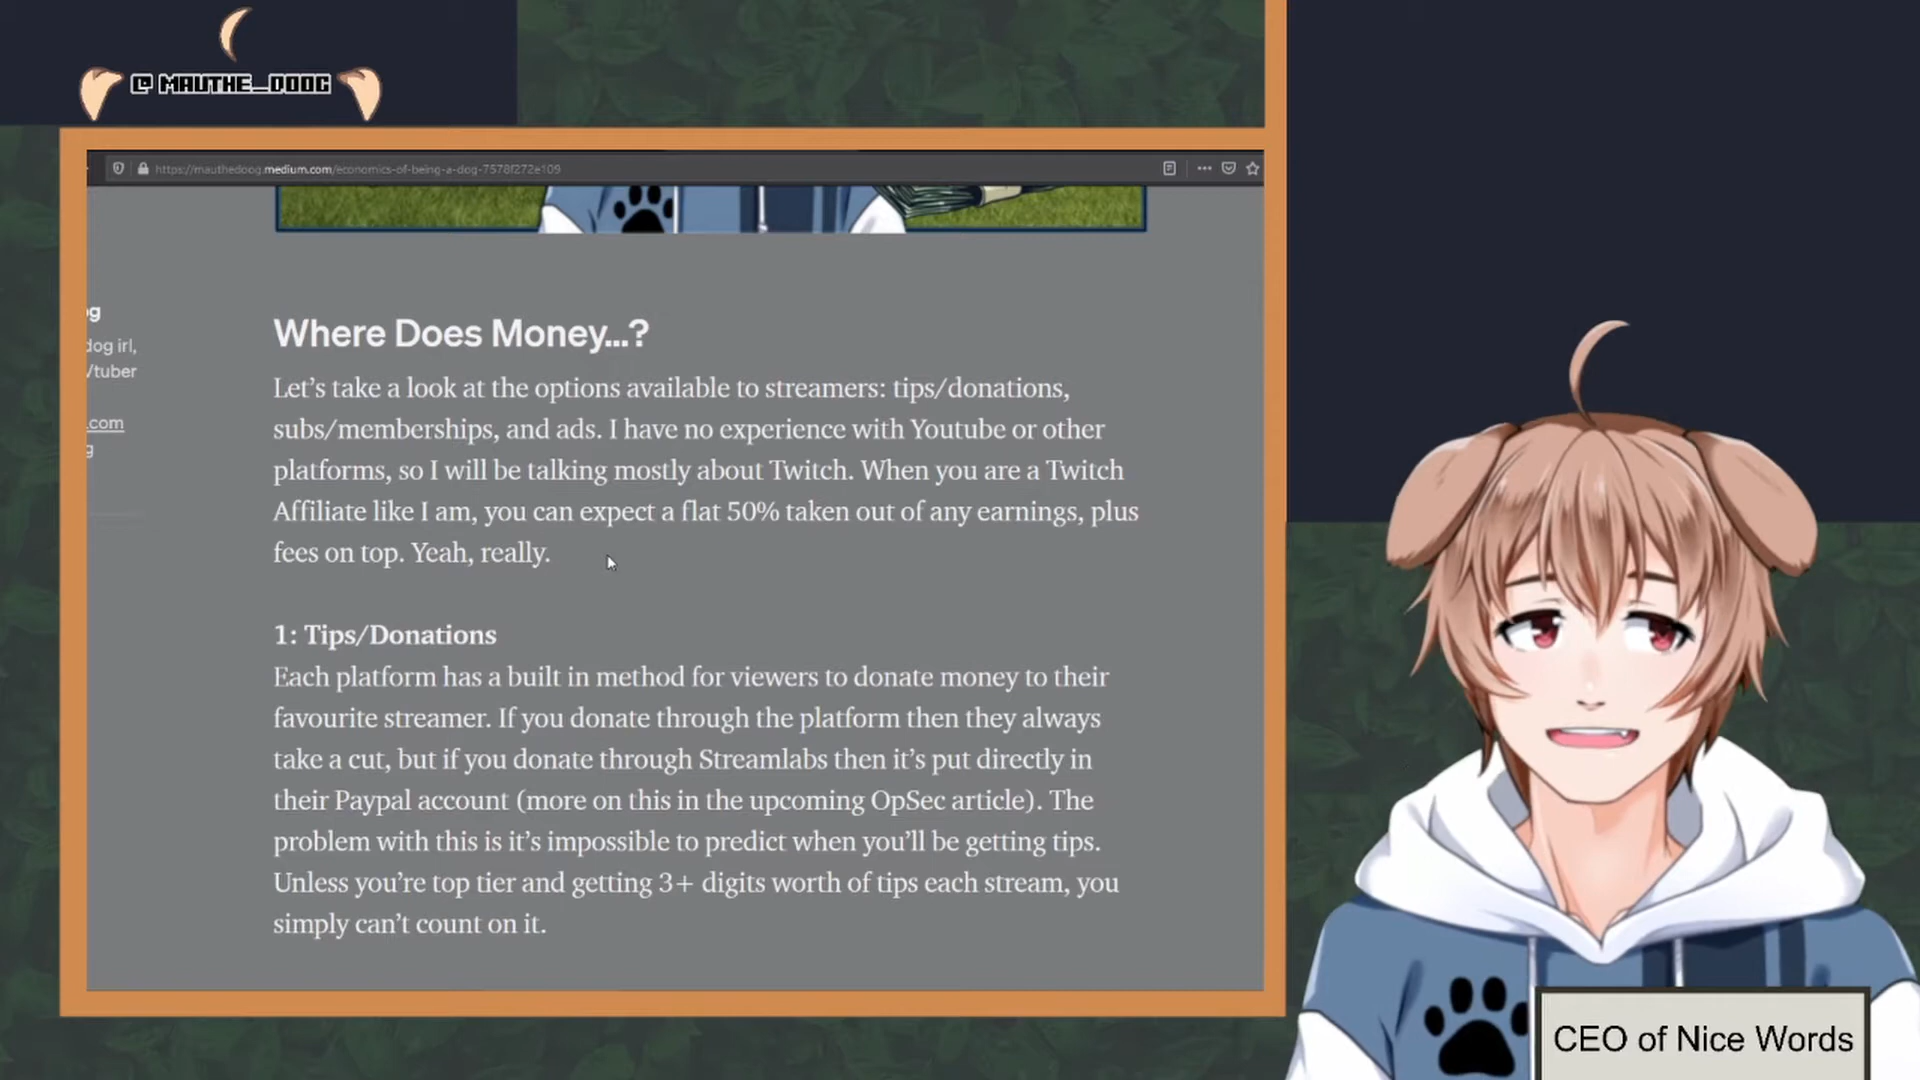 @ MAUTHE_DOOG
https://mauthedoog.medium.com/economics-of-being-a-dog-7578f272e109
og
dog irl,
Vtuber
.com
g
Where Does Money...?
Let's take a look at the options available to streamers: tips/donations,
subs/memberships, and ads. I have no experience with Youtube or other
platforms, so I will be talking mostly about Twitch. When you are a Twitch
Affiliate like I am, you can expect a flat 50% taken out of any earnings, plus
fees on top. Yeah, really.
1: Tips/Donations
Each platform has a built in method for viewers to donate money to their
favourite streamer. If you donate through the platform then they always
take a cut, but if you donate through Streamlabs then it's put directly in
their Paypal account (more on this in the upcoming OpSec article). The
problem with this is it's impossible to predict when you'll be getting tips.
Unless you're top tier and getting 3+ digits worth of tips each stream, you
simply can't count on it.
CEO of Nice Words